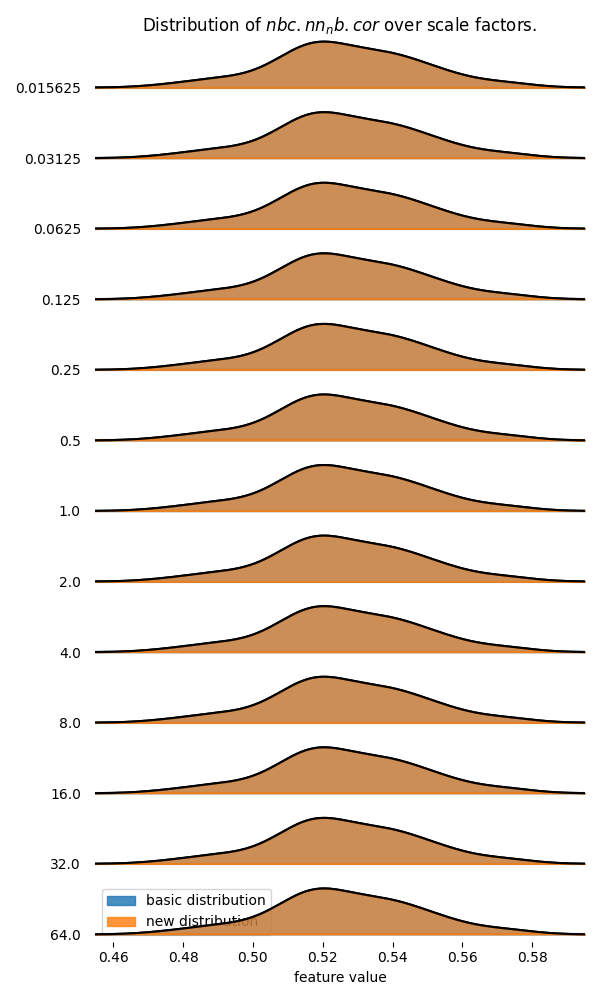 Distribution of nbc.nnₙb.cor over scale factors.
0.015625
0.03125
0.0625
0.125
0.25
0.5
1.0
2.0
4.0
8.0
16.0
32.0
64.0
basic distribution
new distribution
0.46 0.48 0.50 0.52 0.54 0.56 0.58
feature value